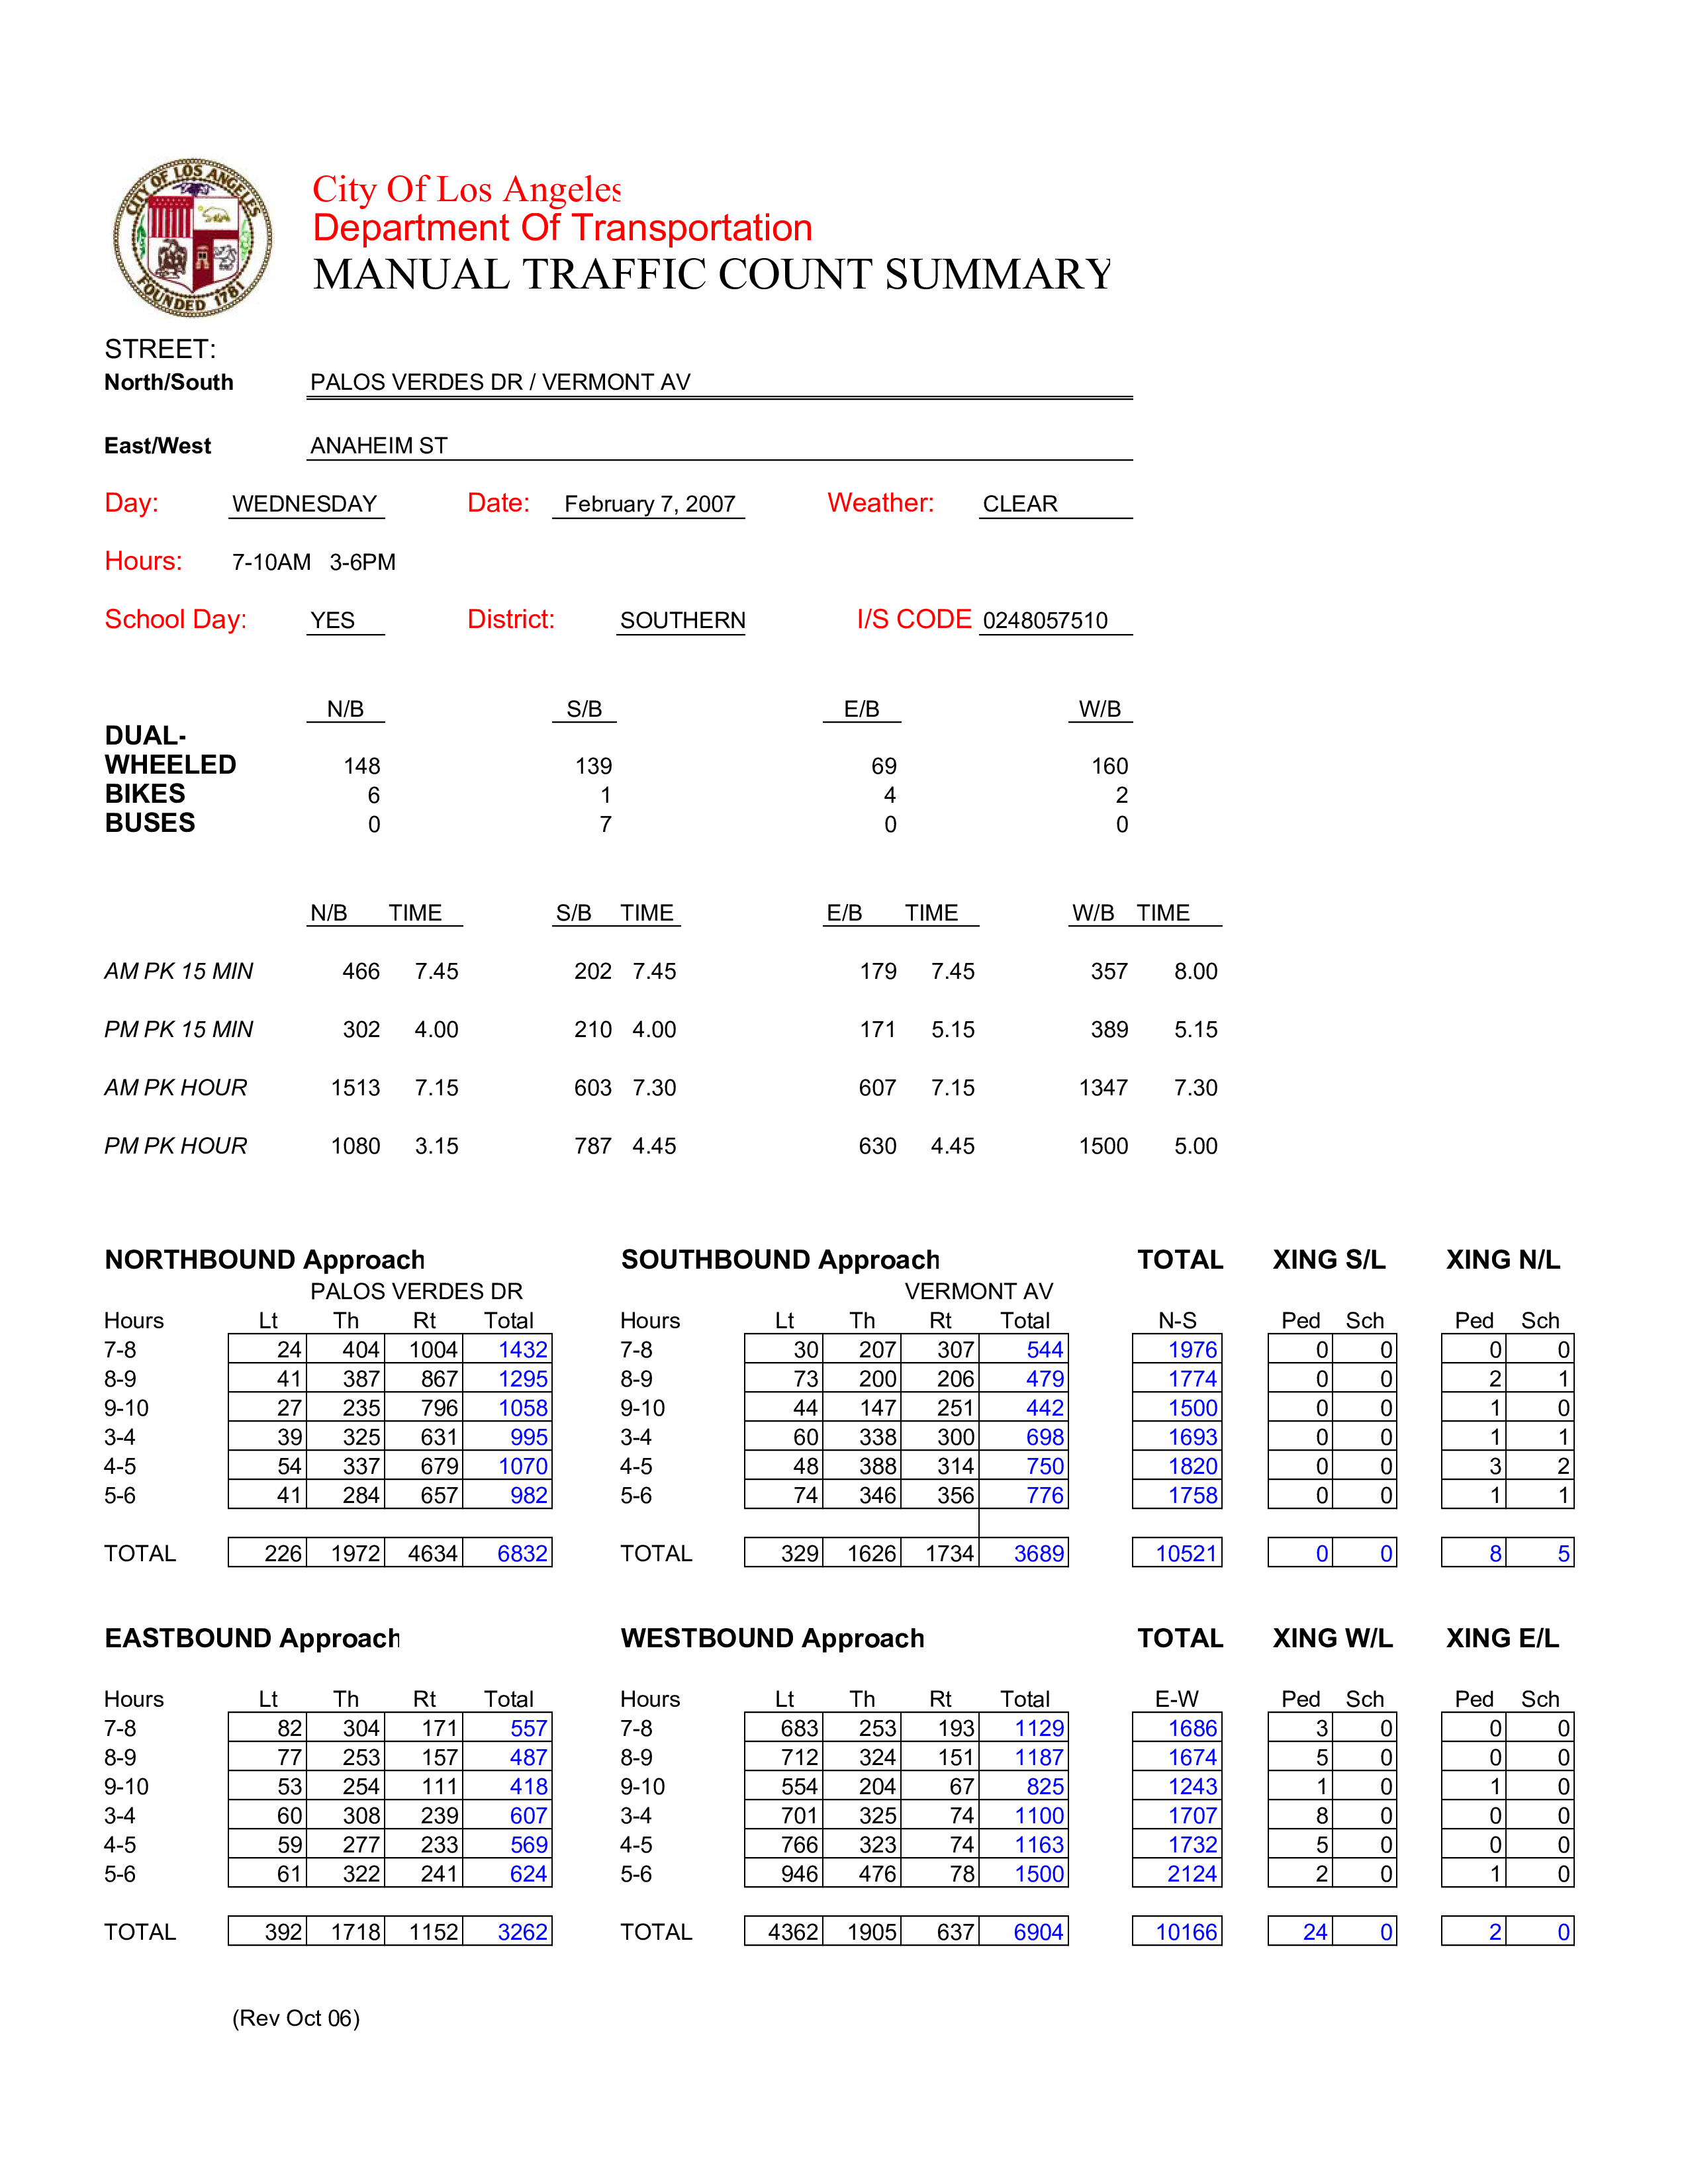 CITY OF LOS ANGELES
FOUNDED 1781
City Of Los Angeles
Department Of Transportation
MANUAL TRAFFIC COUNT SUMMARY
STREET:
North/South PALOS VERDES DR / VERMONT AV
East/West ANAHEIM ST
Day: WEDNESDAY Date: February 7, 2007 Weather: CLEAR
Hours: 7-10AM 3-6PM
School Day: YES District: SOUTHERN I/S CODE 0248057510
N/B S/B E/B W/B
DUAL-
WHEELED 148 139 69 160
BIKES 6 1 4 2
BUSES 0 7 0 0
N/B TIME S/B TIME E/B TIME W/B TIME
AM PK 15 MIN 466 7.45 202 7.45 179 7.45 357 8.00
PM PK 15 MIN 302 4.00 210 4.00 171 5.15 389 5.15
AM PK HOUR 1513 7.15 603 7.30 607 7.15 1347 7.30
PM PK HOUR 1080 3.15 787 4.45 630 4.45 1500 5.00
NORTHBOUND Approach SOUTHBOUND Approach TOTAL XING S/L XING N/L
PALOS VERDES DR VERMONT AV
Hours Lt Th Rt Total Hours Lt Th Rt Total N-S Ped Sch Ped Sch
7-8 24 404 1004 1432 7-8 30 207 307 544 1976 0 0 0 0
8-9 41 387 867 1295 8-9 73 200 206 479 1774 0 0 2 1
9-10 27 235 796 1058 9-10 44 147 251 442 1500 0 0 1 0
3-4 39 325 631 995 3-4 60 338 300 698 1693 0 0 1 1
4-5 54 337 679 1070 4-5 48 388 314 750 1820 0 0 3 2
5-6 41 284 657 982 5-6 74 346 356 776 1758 0 0 1 1
TOTAL 226 1972 4634 6832 TOTAL 329 1626 1734 3689 10521 0 0 8 5
EASTBOUND Approach WESTBOUND Approach TOTAL XING W/L XING E/L
Hours Lt Th Rt Total Hours Lt Th Rt Total E-W Ped Sch Ped Sch
7-8 82 304 171 557 7-8 683 253 193 1129 1686 3 0 0 0
8-9 77 253 157 487 8-9 712 324 151 1187 1674 5 0 0 0
9-10 53 254 111 418 9-10 554 204 67 825 1243 1 0 1 0
3-4 60 308 239 607 3-4 701 325 74 1100 1707 8 0 0 0
4-5 59 277 233 569 4-5 766 323 74 1163 1732 5 0 0 0
5-6 61 322 241 624 5-6 946 476 78 1500 2124 2 0 1 0
TOTAL 392 1718 1152 3262 TOTAL 4362 1905 637 6904 10166 24 0 2 0
(Rev Oct 06)